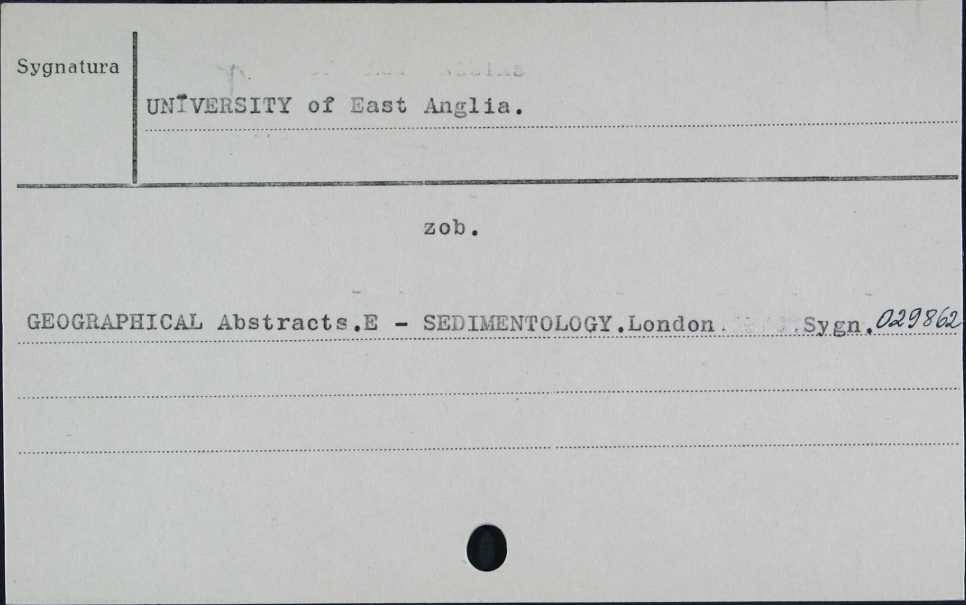 Sygnatura
UNIVERSITY of East Anglia.
zob.
GEOGRAPHICAL Abstracts.E - SEDIMENTOLOGY.London. Sygn.029862